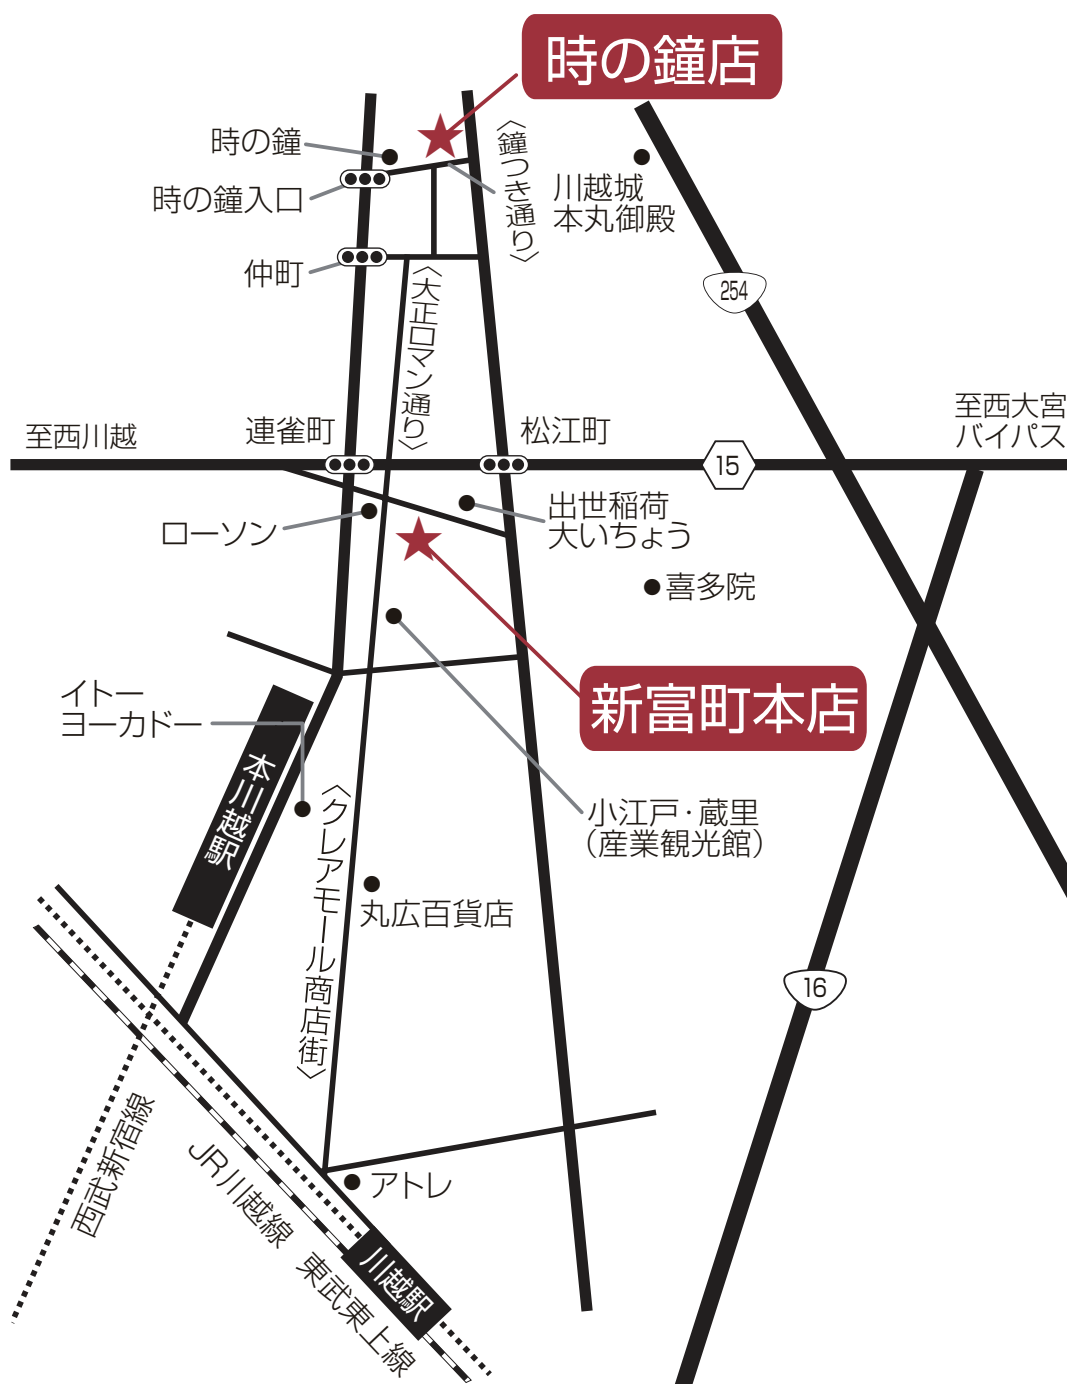 時の鐘店
時の鐘
時の鐘入口
〈鐘つき通り〉
川越城
本丸御殿
仲町
〈大正ロマン通り〉
254
至西川越
連雀町
松江町
15
至西大宮
バイパス
ローソン
出世稲荷
大いちょう
喜多院
新富町本店
イトー
ヨーカドー
本川越駅
小江戸・蔵里
（産業観光館）
〈クレアモール商店街〉
丸広百貨店
16
西武新宿線
JR川越線
東武東上線
アトレ
川越駅